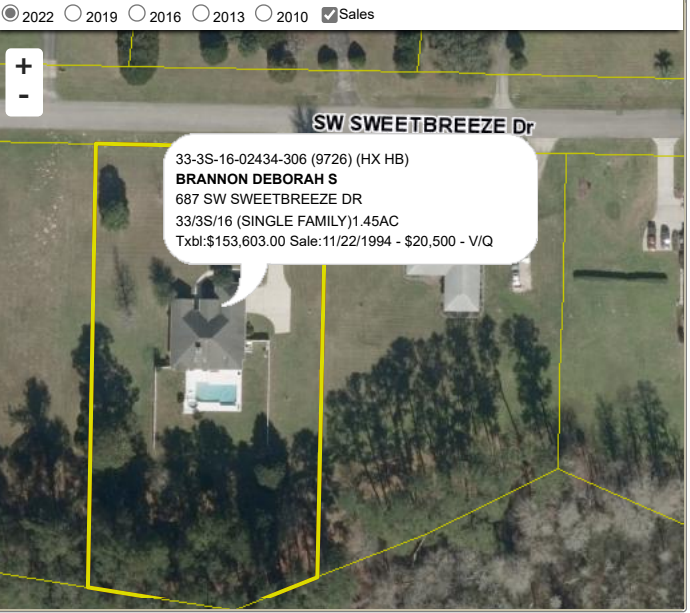 2022 2019 2016 2013 2010 Sales
+
-
SW SWEETBREEZE Dr
33-3S-16-02434-306 (9726) (HX HB)
BRANNON DEBORAH S
687 SW SWEETBREEZE DR
33/3S/16 (SINGLE FAMILY)1.45AC
Txbl:$153,603.00 Sale:11/22/1994 - $20,500 - V/Q